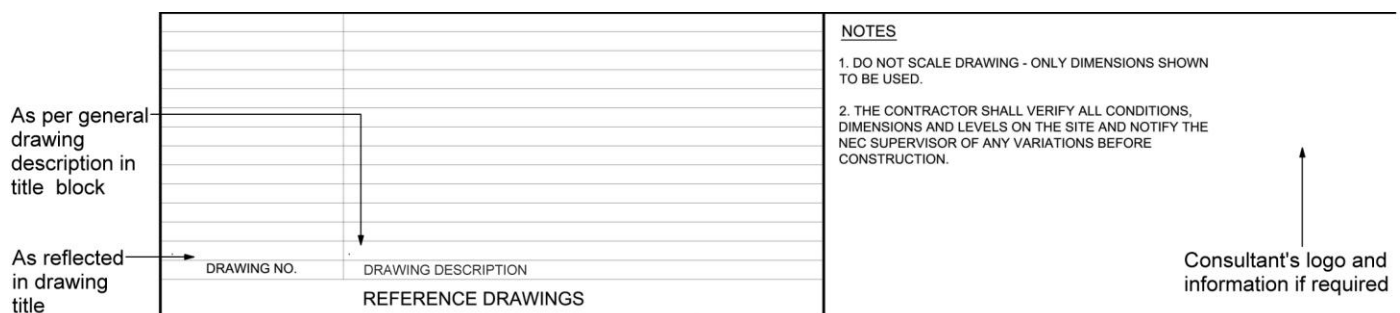 As per general
drawing
description in
title block
As reflected
in drawing
title
DRAWING NO.
DRAWING DESCRIPTION
REFERENCE DRAWINGS
NOTES
1. DO NOT SCALE DRAWING - ONLY DIMENSIONS SHOWN
TO BE USED.
2. THE CONTRACTOR SHALL VERIFY ALL CONDITIONS,
DIMENSIONS AND LEVELS ON THE SITE AND NOTIFY THE
NEC SUPERVISOR OF ANY VARIATIONS BEFORE
CONSTRUCTION.
Consultant's logo and
information if required